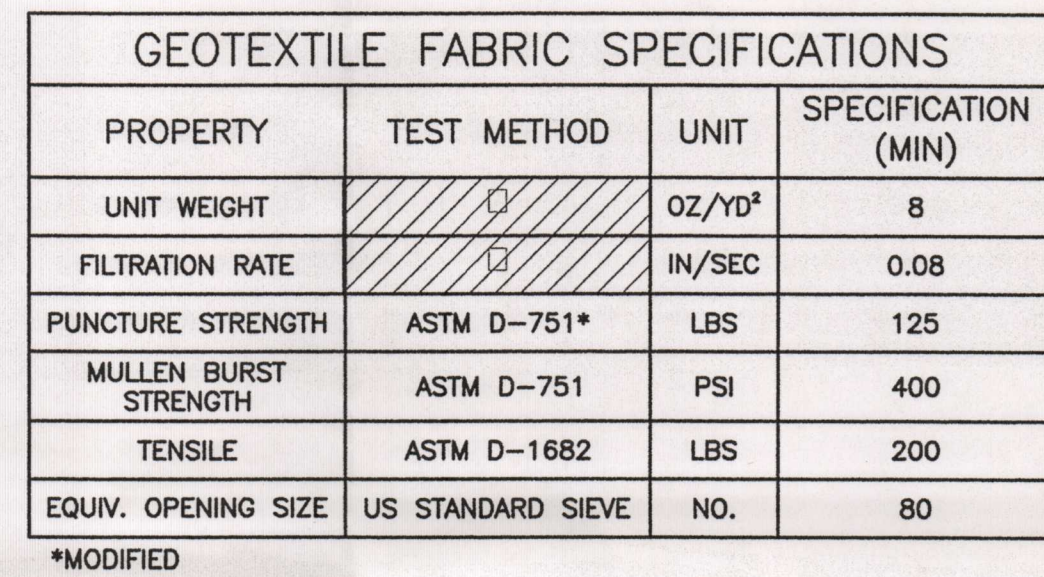 GEOTEXTILE FABRIC SPECIFICATIONS
PROPERTY TEST METHOD UNIT SPECIFICATION (MIN)
UNIT WEIGHT OZ/YD² 8
FILTRATION RATE IN/SEC 0.08
PUNCTURE STRENGTH ASTM D-751* LBS 125
MULLEN BURST STRENGTH ASTM D-751 PSI 400
TENSILE ASTM D-1682 LBS 200
EQUIV. OPENING SIZE US STANDARD SIEVE NO. 80
*MODIFIED